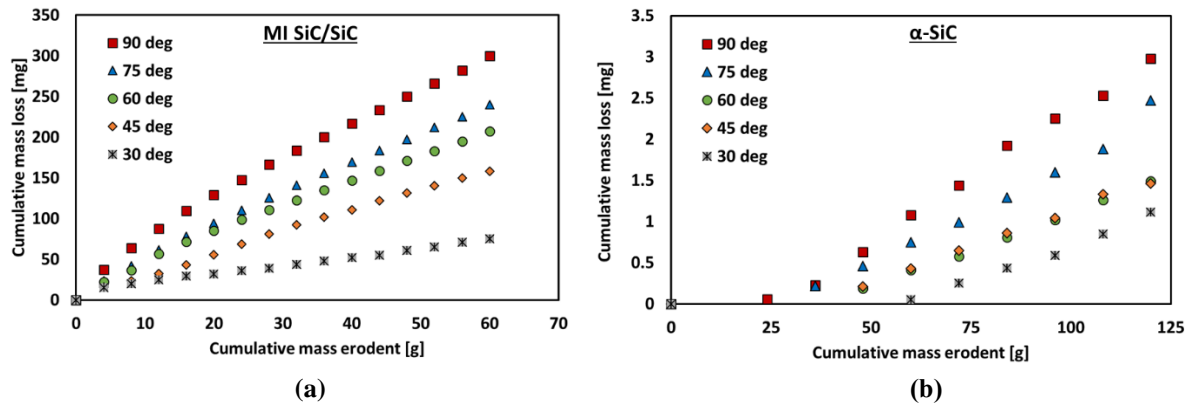 MI SiC/SiC
90 deg
75 deg
60 deg
45 deg
30 deg
Cumulative mass loss [mg]
350
300
250
200
150
100
50
0
0 10 20 30 40 50 60 70
Cumulative mass erodent [g]
(a)
α-SiC
90 deg
75 deg
60 deg
45 deg
30 deg
Cumulative mass loss [mg]
3.5
3
2.5
2
1.5
1
0.5
0
0 25 50 75 100 125
Cumulative mass erodent [g]
(b)